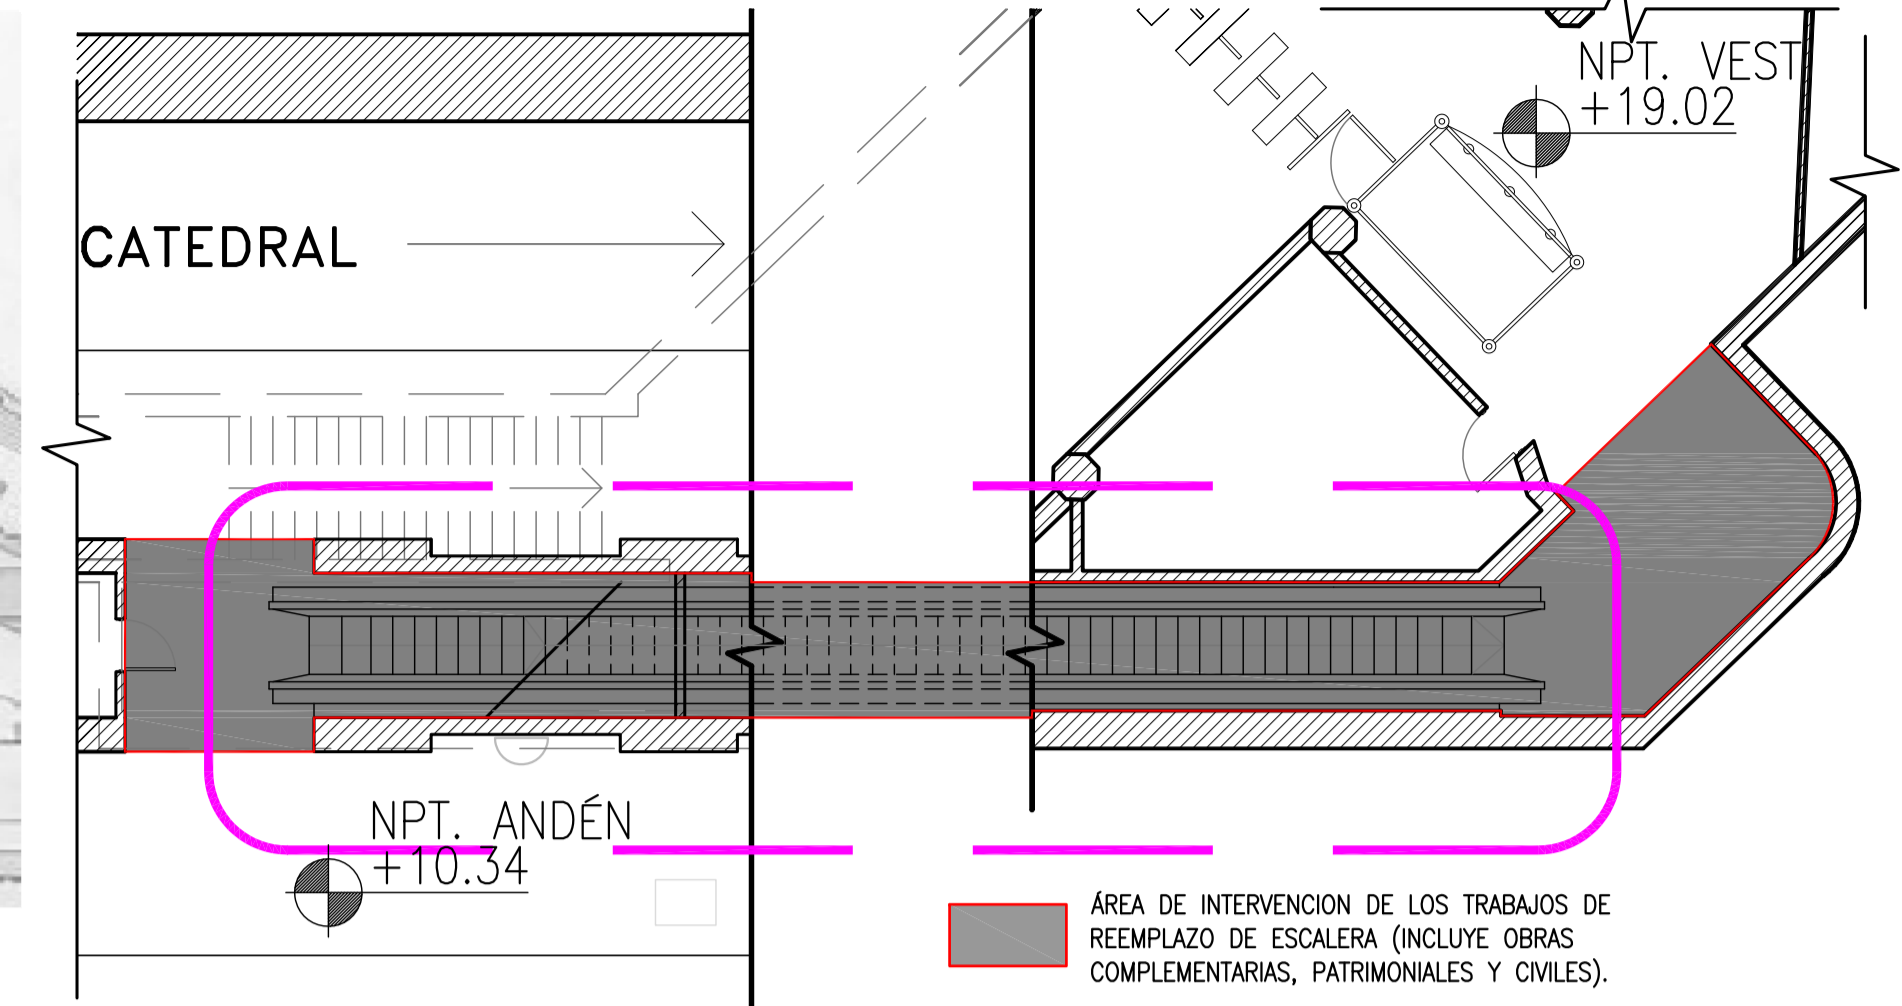 NPT. VEST
+19.02
CATEDRAL
NPT. ANDÉN
+10.34
ÁREA DE INTERVENCION DE LOS TRABAJOS DE
REEMPLAZO DE ESCALERA (INCLUYE OBRAS
COMPLEMENTARIAS, PATRIMONIALES Y CIVILES).